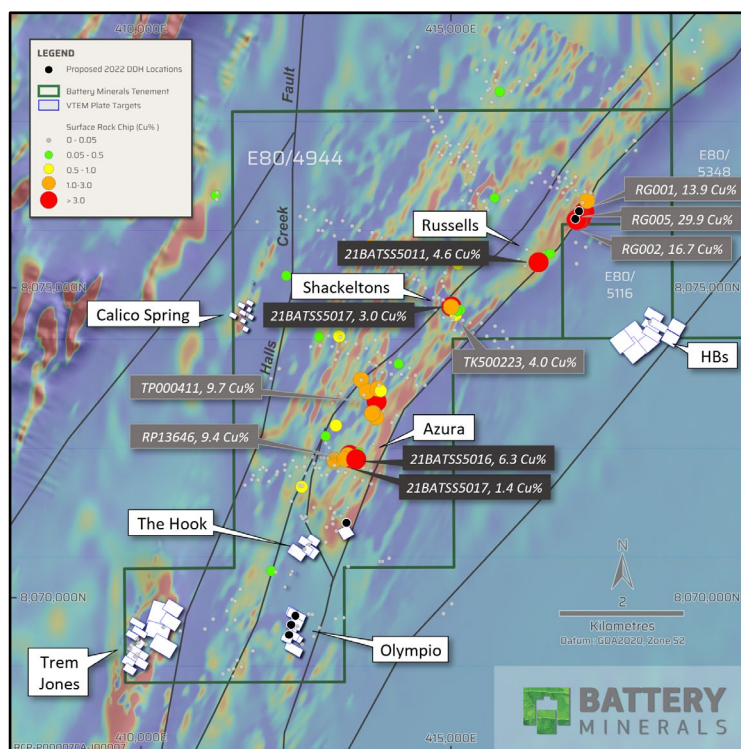 410,000E
415,000E
LEGEND
Proposed 2022 DDH Locations
Battery Minerals Tenement
VTEM Plate Targets
Surface Rock Chip (Cu% )
0 - 0.05
0.05 - 0.5
0.5 - 1.0
1.0-3.0
> 3.0
Fault
E80/4944
E80/
5348
RG001, 13.9 Cu%
RG005, 29.9 Cu%
RG002, 16.7 Cu%
Russells
21BATSS5011, 4.6 Cu%
Creek
E80/
5116
8,075,000N
8,075,000N
Shackeltons
Calico Spring
21BATSS5017, 3.0 Cu%
Halls
TK500223, 4.0 Cu%
HBs
TP000411, 9.7 Cu%
Azura
RP13646, 9.4 Cu%
21BATSS5016, 6.3 Cu%
21BATSS5017, 1.4 Cu%
The Hook
N
8,070,000N
8,070,000N
2
Kilometres
Datum : GDA2020, Zone 52
Trem
Jones
Olympio
BATTERY
MINERALS
410,000E
415,000E